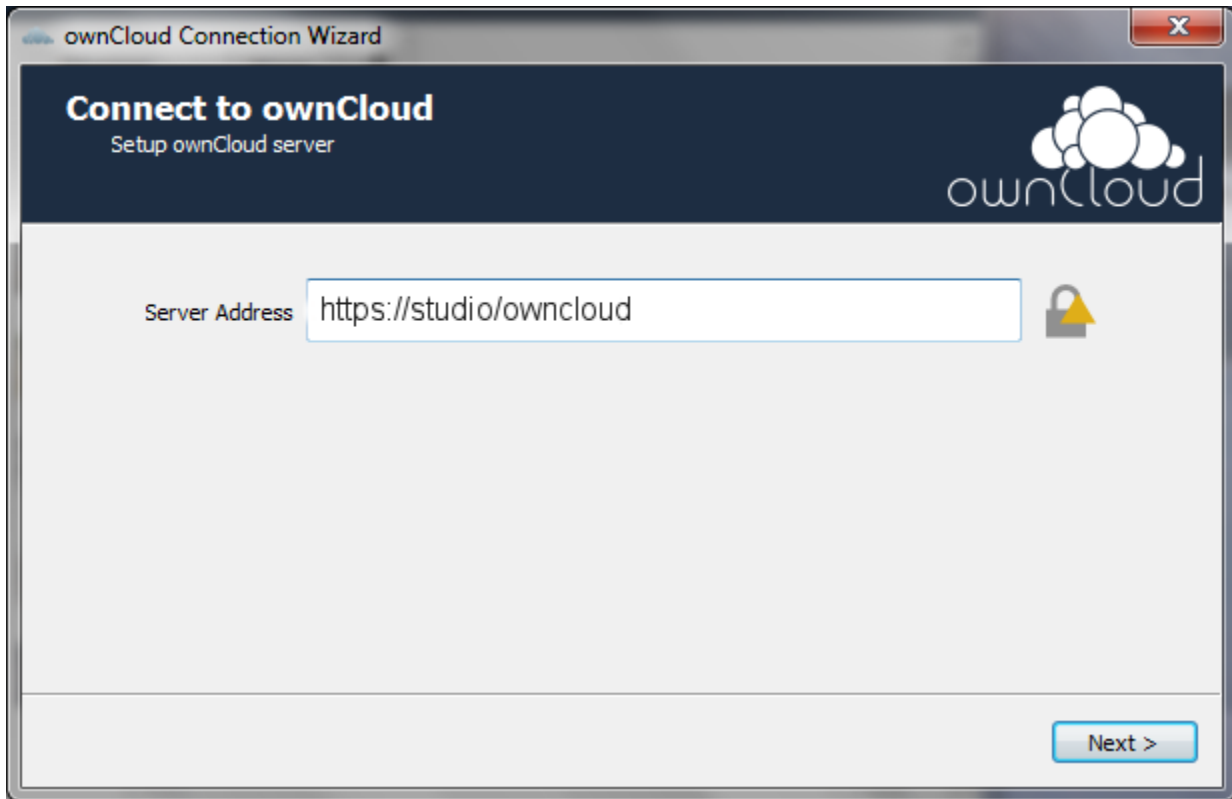 ownCloud Connection Wizard
Connect to ownCloud
Setup ownCloud server
ownCloud
Server Address https://studio/owncloud
Next >